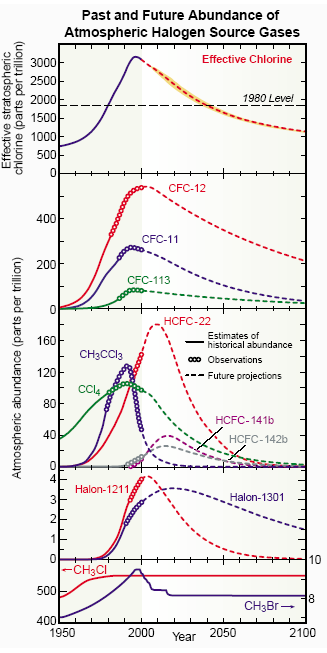 Past and Future Abundance of
Atmospheric Halogen Source Gases
Effective stratospheric
chlorine (parts per trillion)
3000
2500
2000
1500
1000
500
0
Effective Chlorine
1980 Level
400
200
0
CFC-12
CFC-11
CFC-113
Atmospheric abundance (parts per trillion)
160
120
80
40
0
HCFC-22
CH3CCl3
CCl4
Estimates of
historical abundance
Observations
Future projections
HCFC-141b
HCFC-142b
4
3
2
1
0
Halon-1211
Halon-1301
10
←CH3Cl
500
400
8
CH3Br→
1950
2000
2050
2100
Year